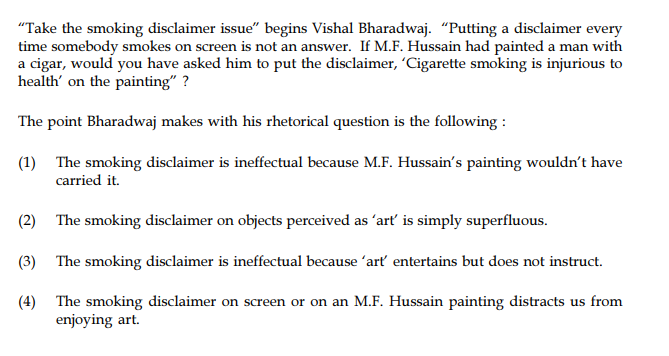 “Take the smoking disclaimer issue” begins Vishal Bharadwaj. “Putting a disclaimer every
time somebody smokes on screen is not an answer. If M.F. Hussain had painted a man with
a cigar, would you have asked him to put the disclaimer, ‘Cigarette smoking is injurious to
health’ on the painting” ?
The point Bharadwaj makes with his rhetorical question is the following :
(1) The smoking disclaimer is ineffectual because M.F. Hussain’s painting wouldn’t have
carried it.
(2) The smoking disclaimer on objects perceived as ‘art’ is simply superfluous.
(3) The smoking disclaimer is ineffectual because ‘art’ entertains but does not instruct.
(4) The smoking disclaimer on screen or on an M.F. Hussain painting distracts us from
enjoying art.